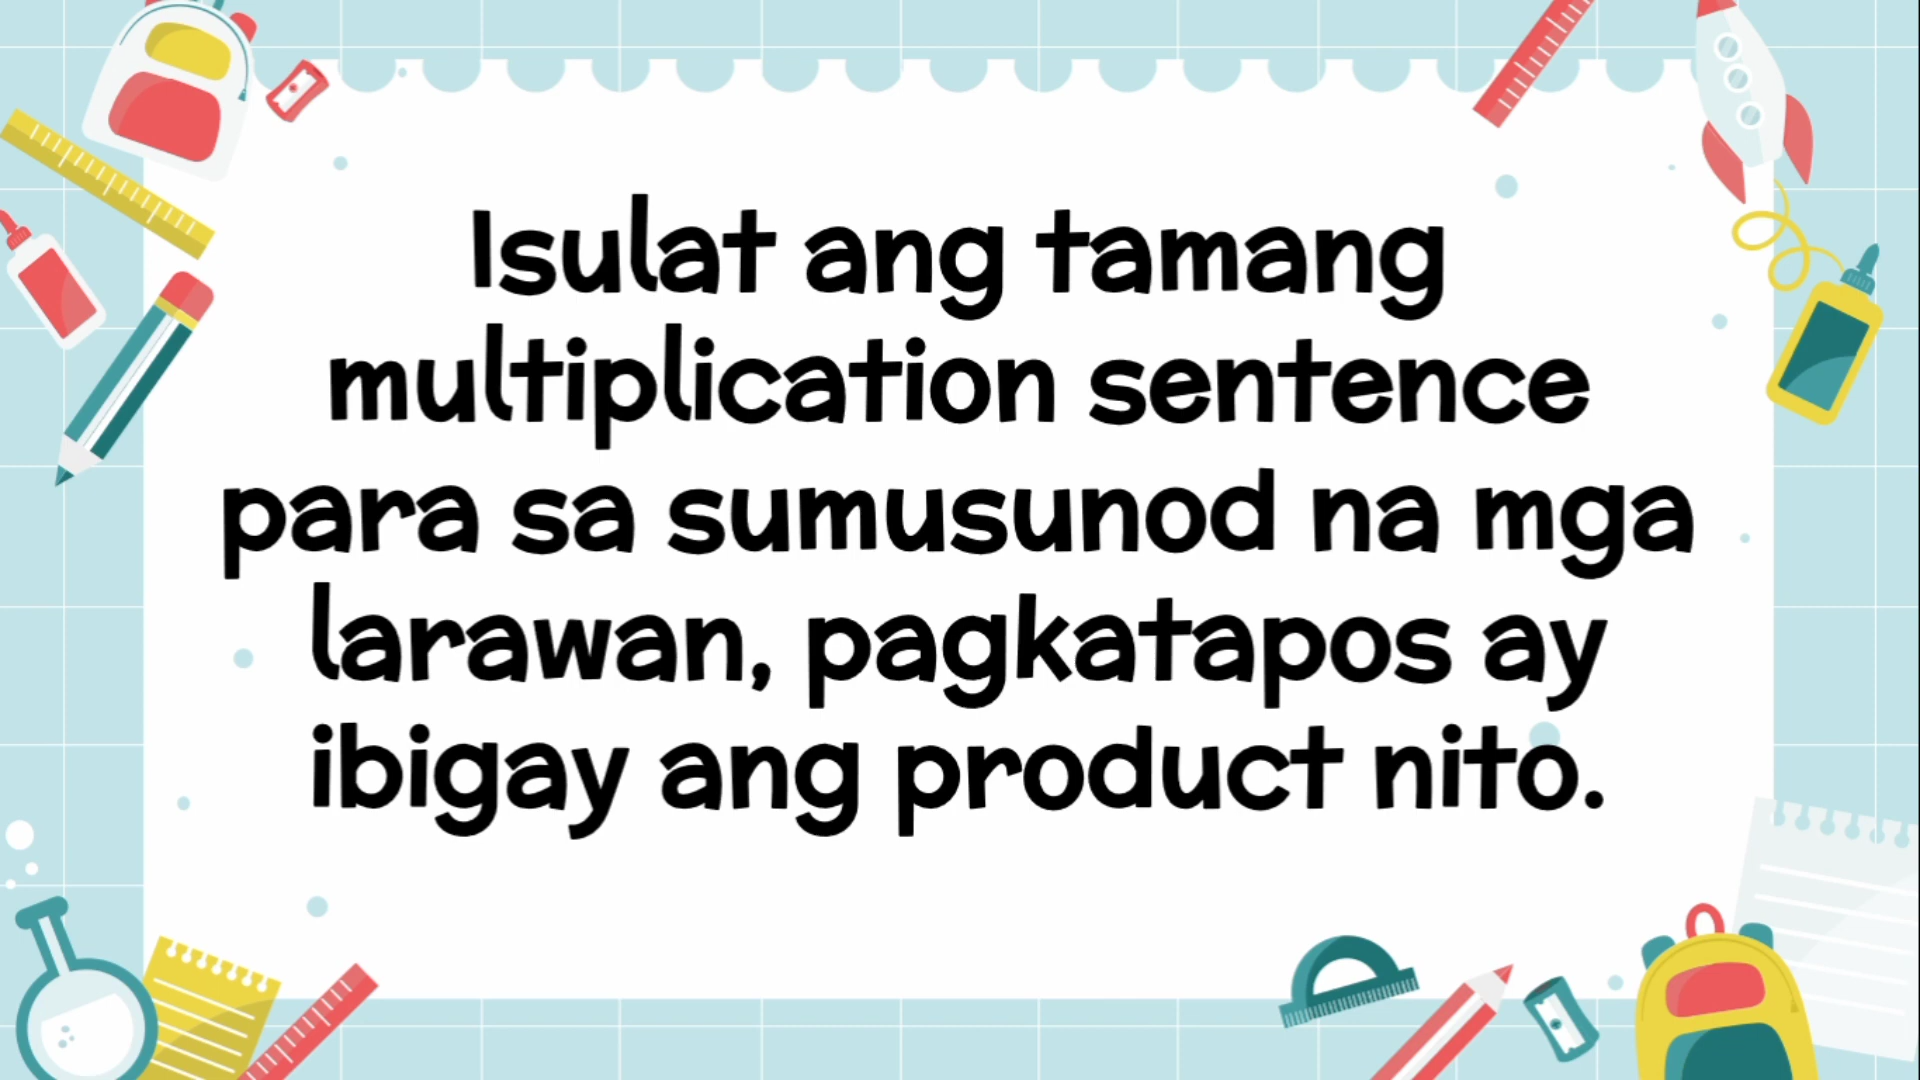 Isulat ang tamang
multiplication sentence
para sa sumusunod na mga
larawan, pagkatapos ay
ibigay ang product nito.